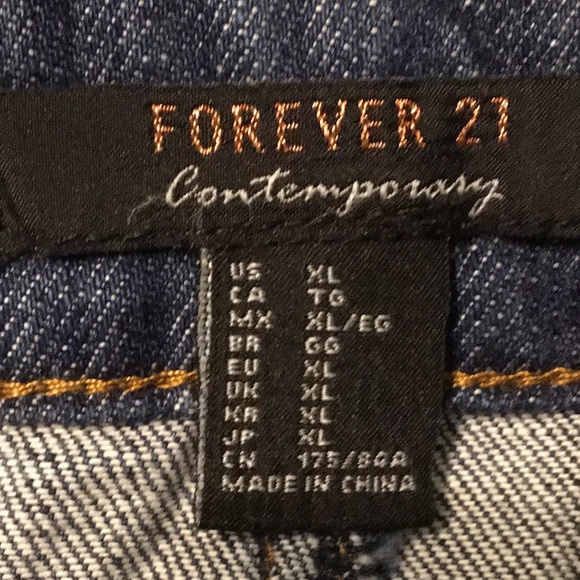 FOREVER 21
Contemporary
US XL
CA TG
MX XL/EG
BR GG
EU XL
UK XL
KR XL
JP XL
CN 175/80A
MADE IN CHINA